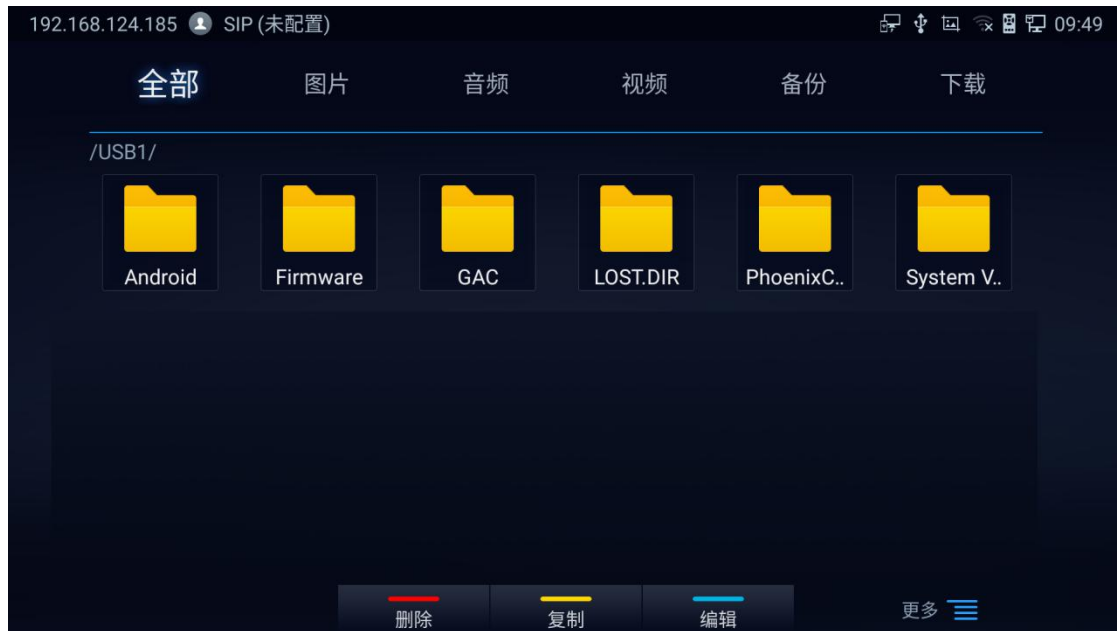 192.168.124.185 SIP (未配置) 09:49
全部 图片 音频 视频 备份 下载
/USB1/
Android Firmware GAC LOST.DIR PhoenixC.. System V..
删除 复制 编辑 更多